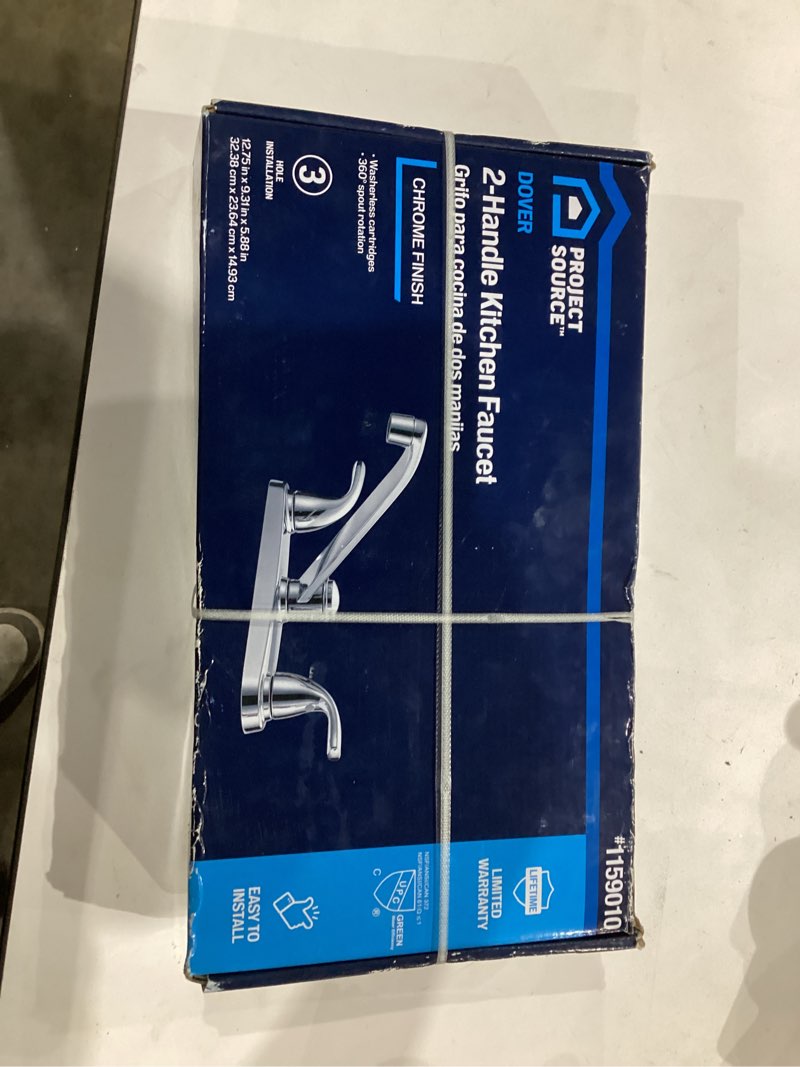 PROJECT
SOURCE™
#1159010
DOVER
2-Handle Kitchen Faucet
Grifo para cocina de dos manijas
CHROME FINISH
• Washerless cartridges
• 360° spout rotation
3
HOLE
INSTALLATION
12.75 in x 9.31 in x 5.88 in
32.38 cm x 23.64 cm x 14.93 cm
LIFETIME
LIMITED
WARRANTY
UPC
C
®
GREEN
EASY TO
INSTALL